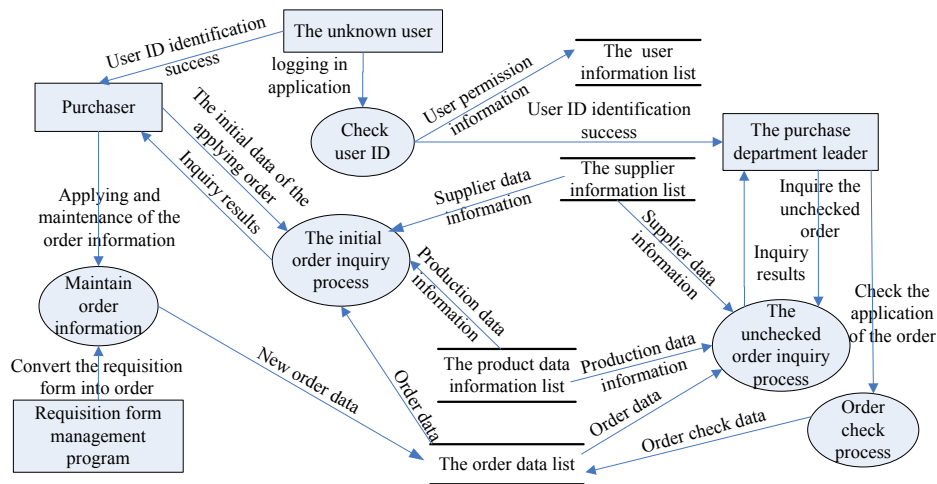 The unknown user
User ID identification
success
logging in
application
The user
information list
Purchaser
The initial data of the
applying order
Check
user ID
User permission
information
User ID identification
success
The purchase
department leader
Applying and
maintenance of the
order information
Inquiry results
Supplier data
information
The supplier
information list
Inquire the
unchecked
order
The initial
order inquiry
process
Supplier data
information
Inquiry
results
Maintain
order
information
Production data
information
Check the
application
of the order
The
unchecked
order inquiry
process
Convert the requisition
form into order
New order data
The product data
information list
Production data
information
Requisition form
management
program
Order data
Order data
Order check data
Order
check
process
The order data list